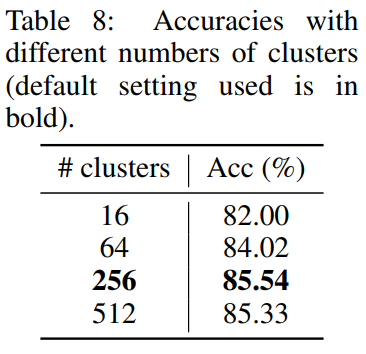 Table 8: Accuracies with
different numbers of clusters
(default setting used is in
bold).
# clusters Acc (%)
16 82.00
64 84.02
256 85.54
512 85.33